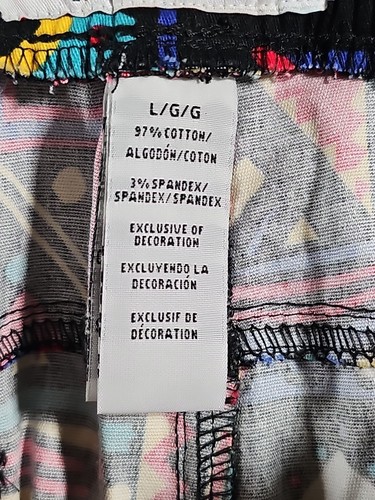 L/G/G
97% COTTON/
ALGODÓN/COTON
3% SPANDEX/
SPANDEX/SPANDEX
EXCLUSIVE OF
DECORATION
EXCLUYENDO LA
DECORACIÓN
EXCLUSIF DE
DÉCORATION